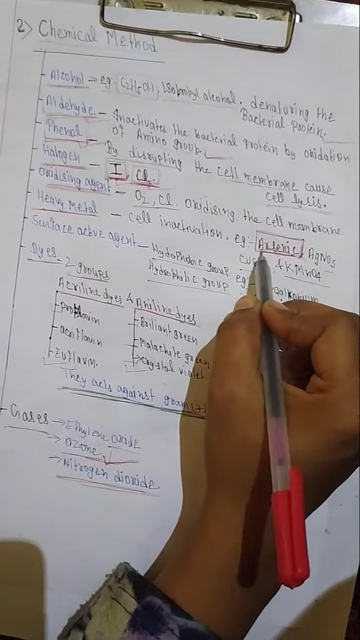 2) Chemical Method
- Alcohol → eg. C2H5OH, Isobobyl alcohol, denaturing the
Bacterial protein.
- Aldehyde - Inactivates the bacterial protein by oxidation
of Amino group.
- Phenol - By disrupting the cell membrane cause
cell lysis.
- Halogen - I, Cl.
- Oxidising agent - O2, Cl. Oxidising the cell membrane
- Heavy Metal - cell inactivation. eg:- Arsenic, AgNO3
& KMnO4
- Surface active agent - Hydrophobic group
Hydrophilic group eg
- Dyes - 2 groups
Acriline dyes & Aniline dyes
- Proflavin - Briliant green
- acriflavin - Malachite green
- Euflavin. - Crystal violet
They acts against gram (+)
- Gases → Ethylene oxide
→ Ozone
→ Nitrogen dioxide